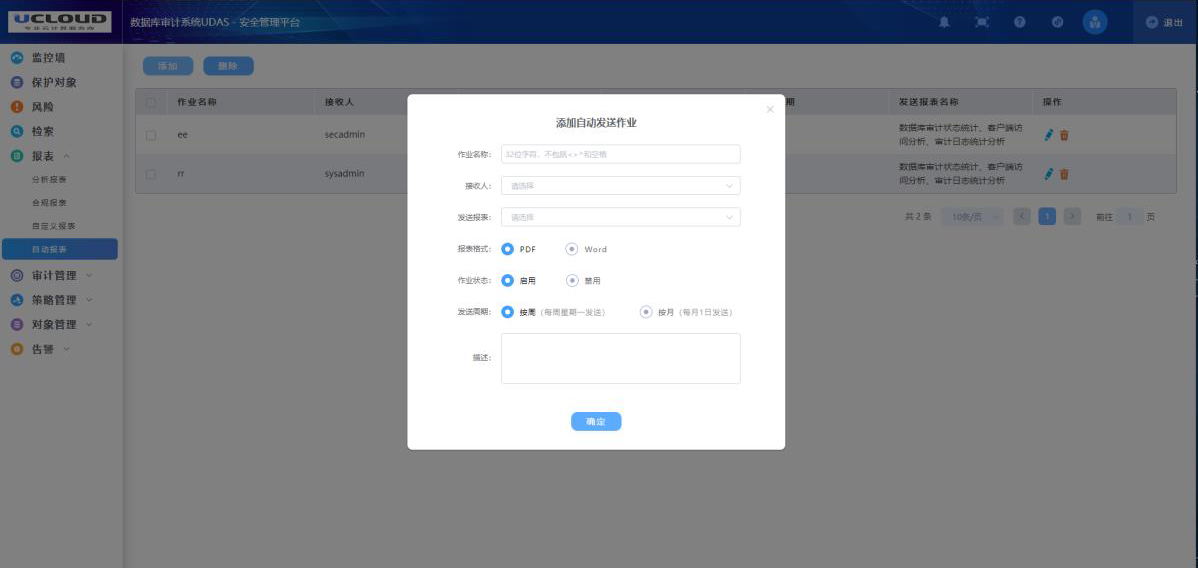 UCLOUD
专业云计算服务商
数据库审计系统UDAS - 安全管理平台
退出
监控墙
保护对象
风险
检索
报表
分析报表
合规报表
自定义报表
自动报表
审计管理
策略管理
对象管理
告警
添加
删除
作业名称
接收人
期
发送报表名称
操作
ee
secadmin
数据库审计状态统计、客户端访
问分析、审计日志统计分析
rr
sysadmin
数据库审计状态统计、客户端访
问分析、审计日志统计分析
共 2 条
10条/页
1
前往
1
页
添加自动发送作业
作业名称:
32位字符，不包括<>"和空格
接收人:
请选择
发送报表:
请选择
报表格式:
PDF
Word
作业状态:
启用
禁用
发送周期:
按周（每周星期一发送）
按月（每月1日发送）
描述:
确定